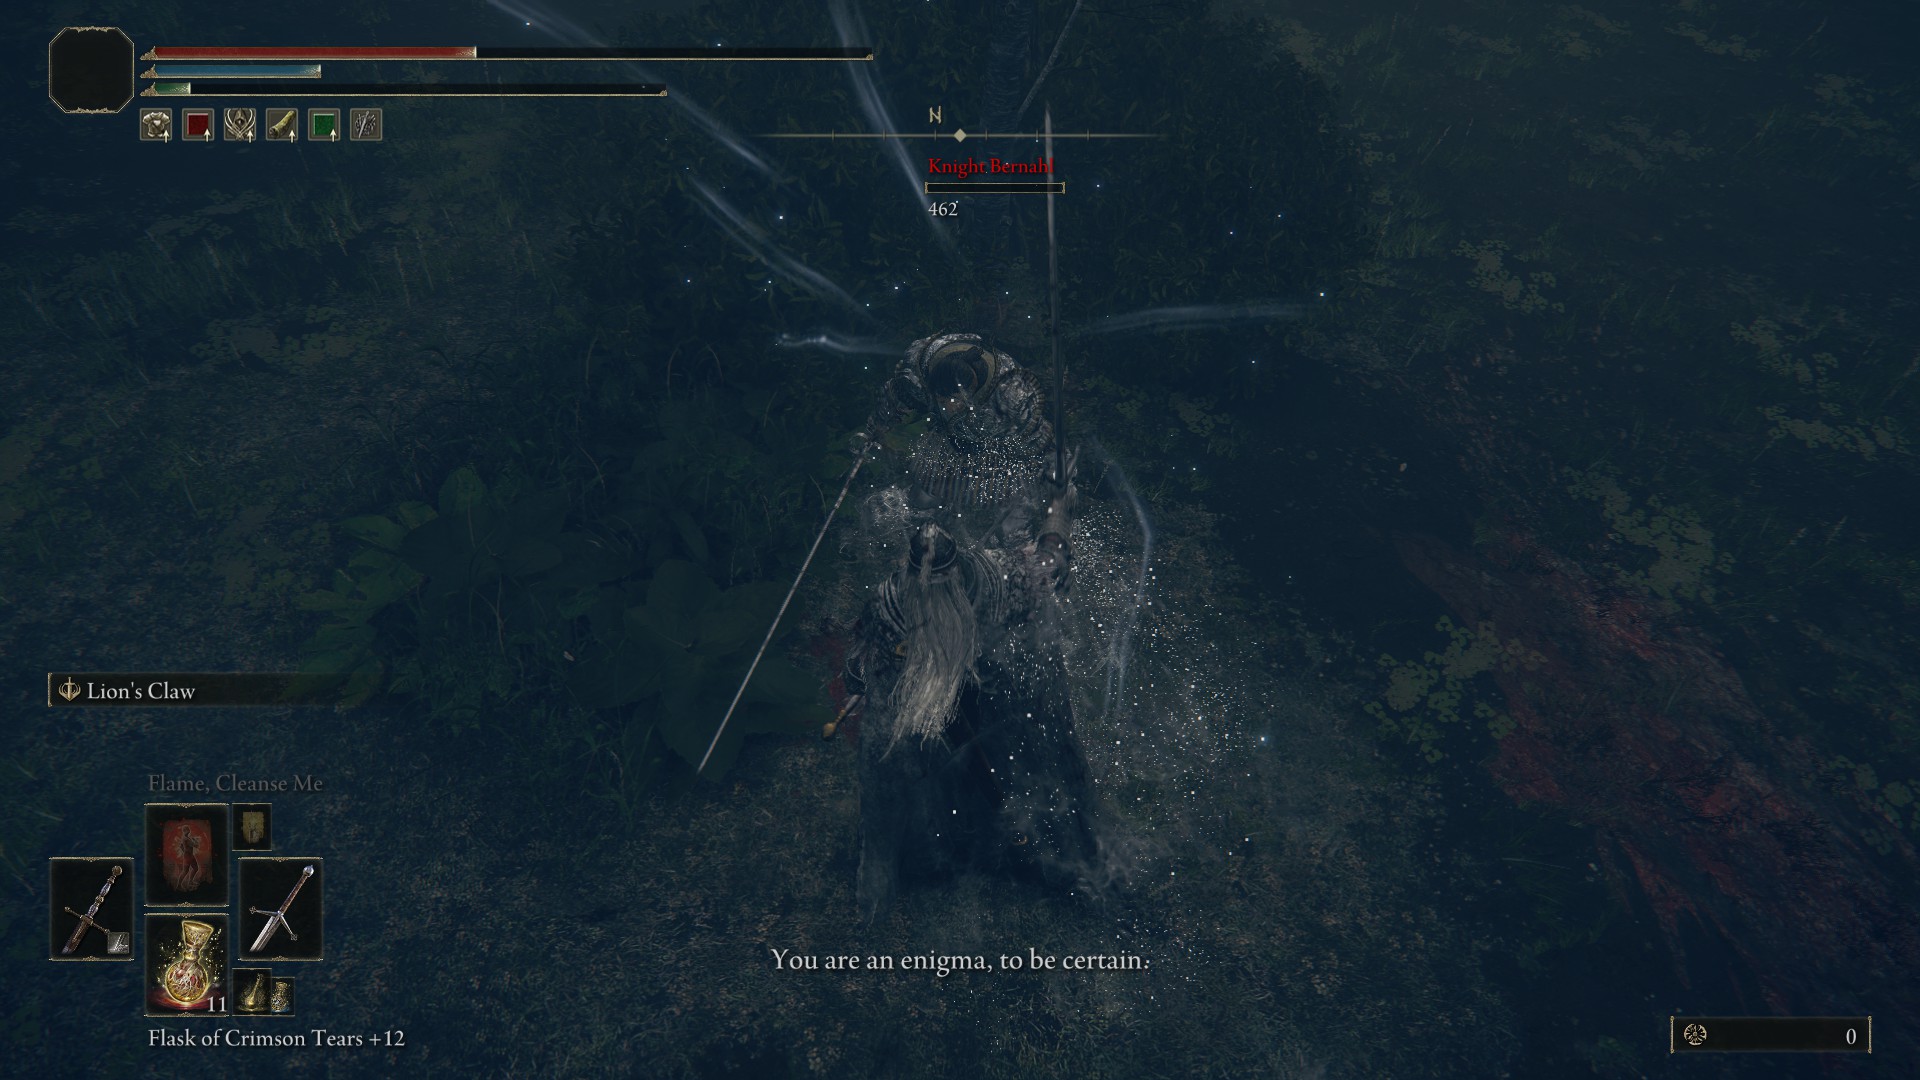 N
Knight Bernahl
462
Lion's Claw
Flame, Cleanse Me
11
You are an enigma, to be certain.
Flask of Crimson Tears +12
0